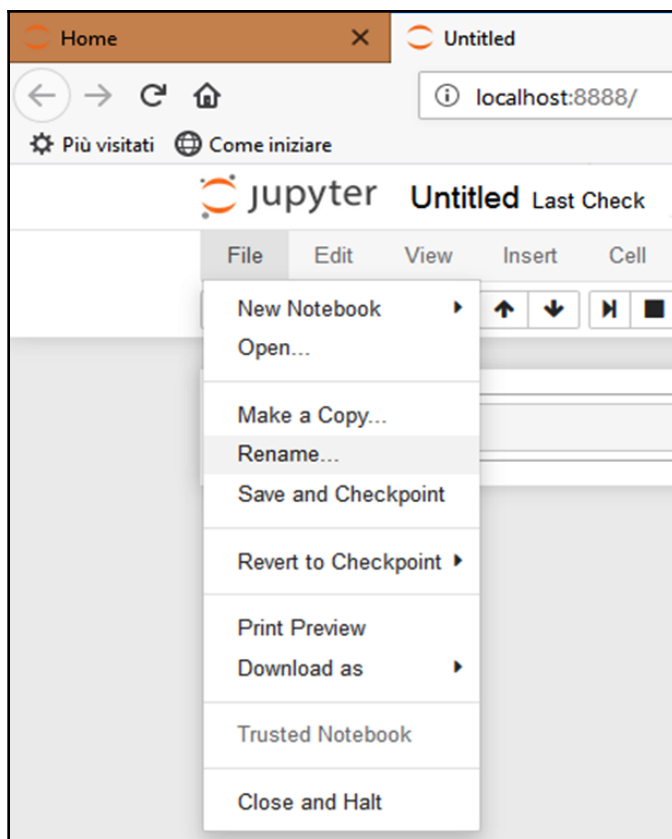 Home
Untitled
localhost:8888/
Più visitati Come iniziare
jupyter Untitled Last Check
File Edit View Insert Cell
New Notebook
Open...
Make a Copy...
Rename...
Save and Checkpoint
Revert to Checkpoint
Print Preview
Download as
Trusted Notebook
Close and Halt